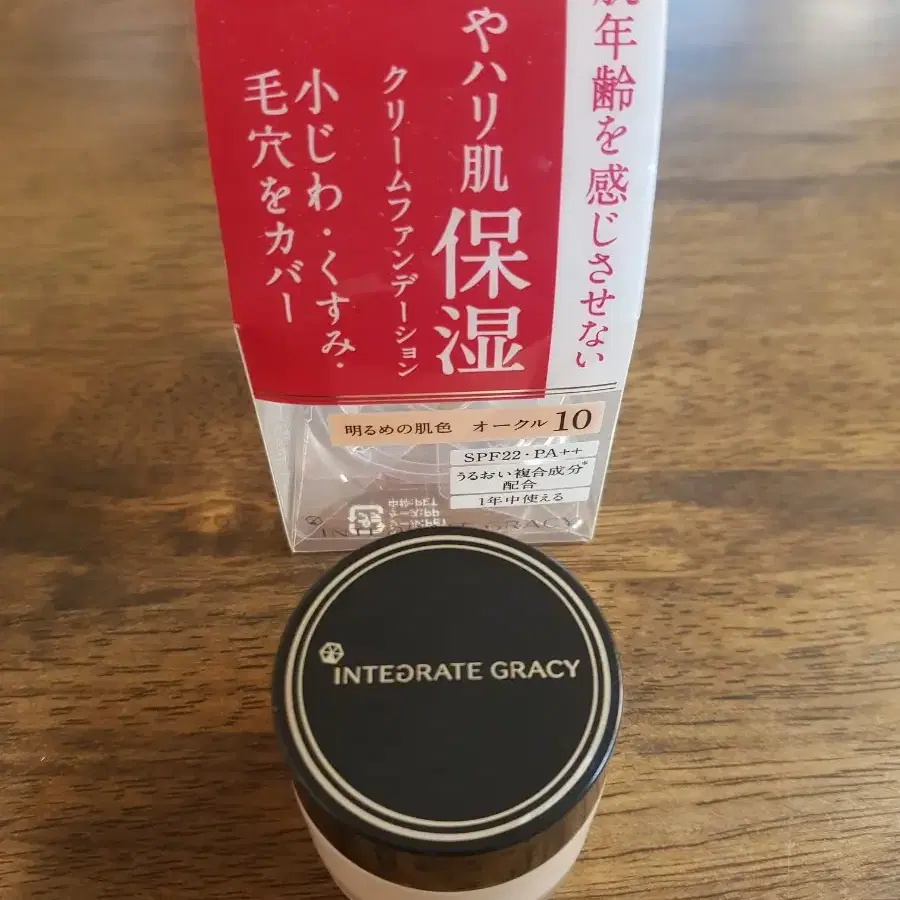 肌年齢を感じさせない
やハリ肌
保湿
クリームファンデーション
小じわ・くすみ・
毛穴をカバー
明るめの肌色 オークル10
SPF22・PA++
うるおい複合成分*
配合
1年中使える
INTEGRATE GRACY
INTEGRATE GRACY